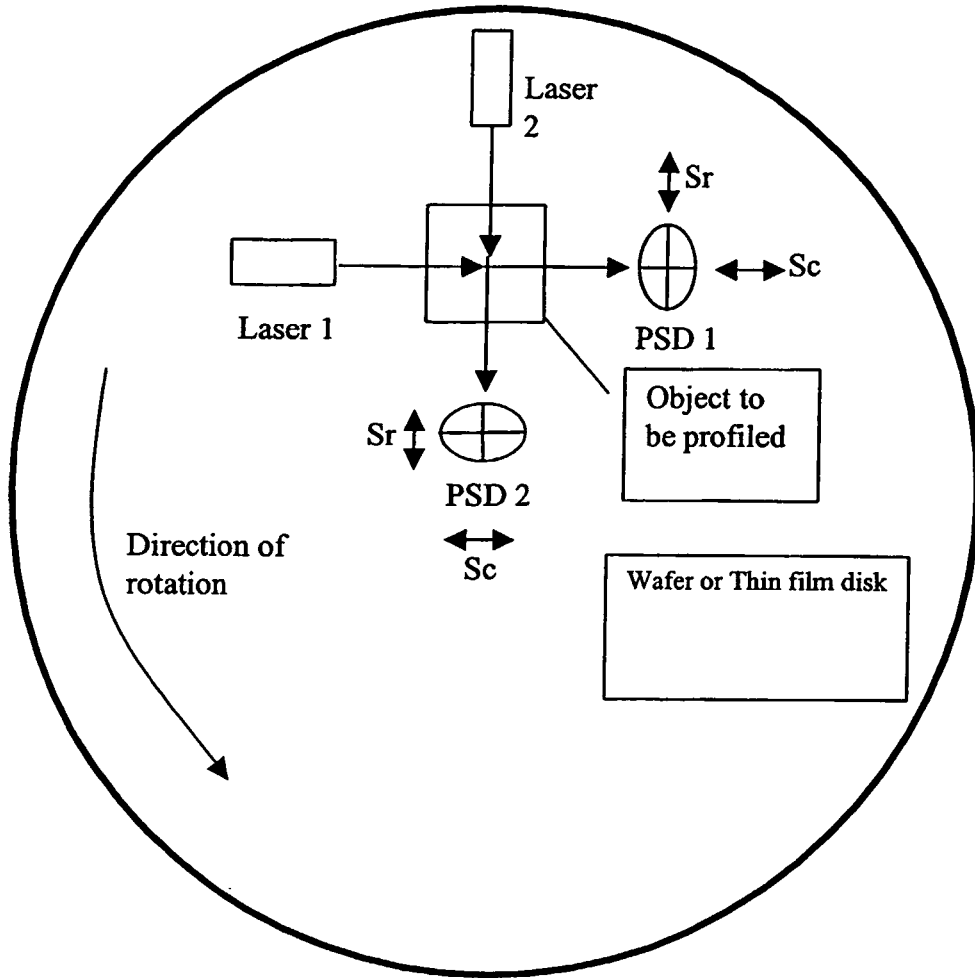 Laser
2
Sr
Sc
Laser 1
PSD 1
Object to
be profiled
Sr
PSD 2
Sc
Direction of
rotation
Wafer or Thin film disk